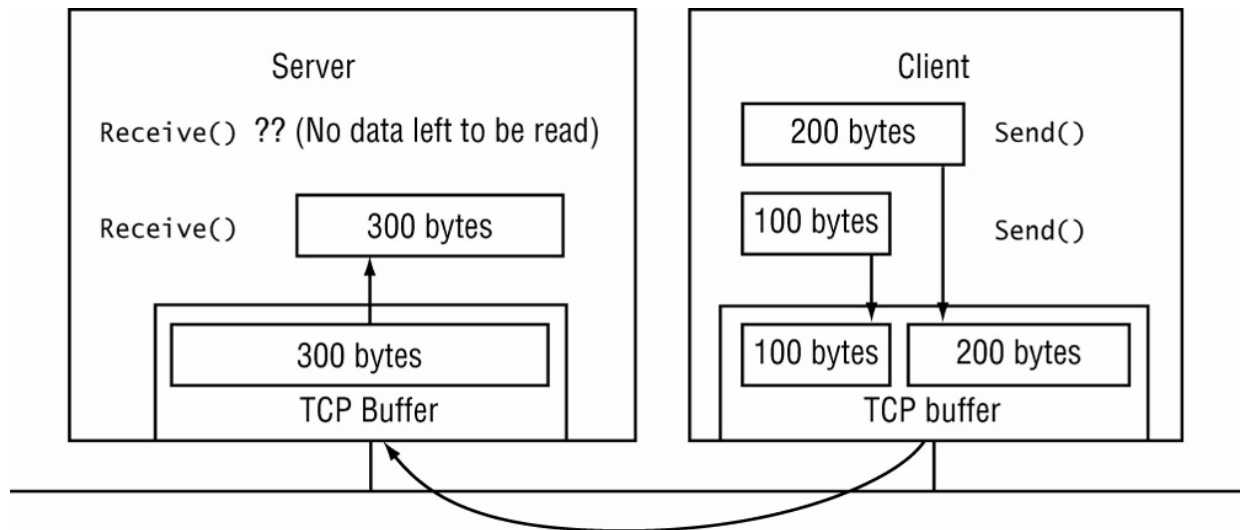 Server
Receive() ?? (No data left to be read)
Receive()
300 bytes
300 bytes
TCP Buffer
Client
200 bytes
Send()
100 bytes
Send()
100 bytes
200 bytes
TCP buffer